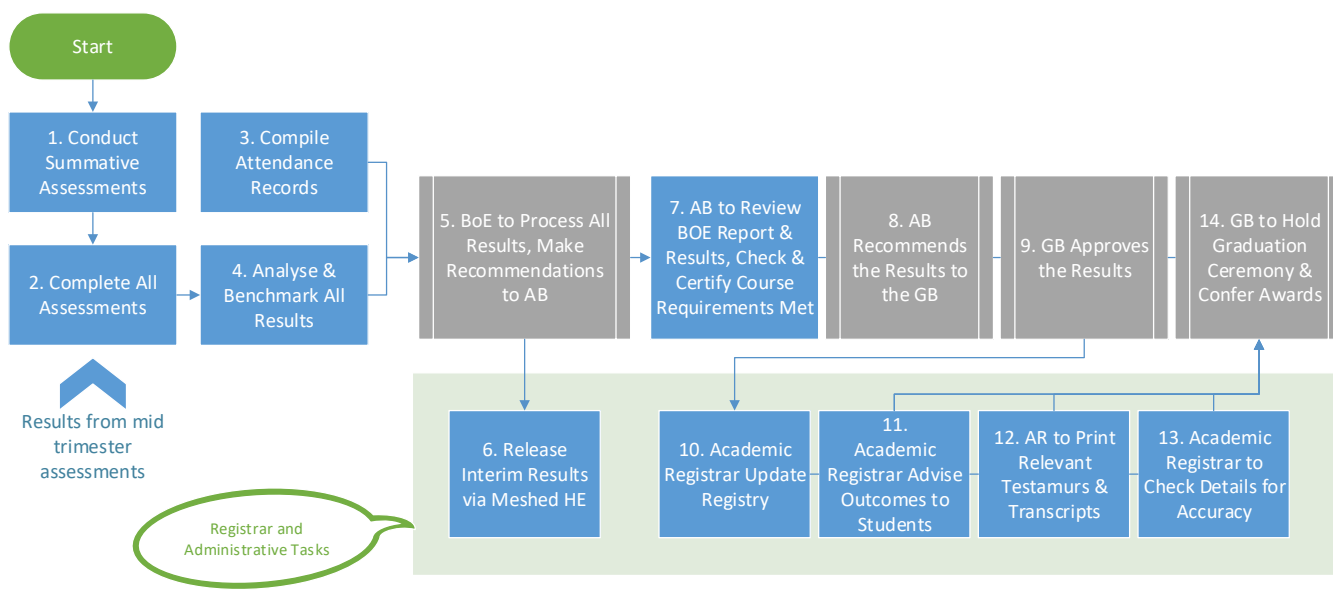 Start
1. Conduct
Summative
Assessments
3. Compile
Attendance
Records
2. Complete All
Assessments
4. Analyse &
Benchmark All
Results
5. BoE to Process All
Results, Make
Recommendations
to AB
7. AB to Review
BOE Report &
Results, Check &
Certify Course
Requirements Met
8. AB
Recommends
the Results to
the GB
9. GB Approves
the Results
14. GB to Hold
Graduation
Ceremony &
Confer Awards
Results from mid
trimester
assessments
6. Release
Interim Results
via Meshed HE
10. Academic
Registrar Update
Registry
11.
Academic
Registrar Advise
Outcomes to
Students
12. AR to Print
Relevant
Testamurs &
Transcripts
13. Academic
Registrar to
Check Details for
Accuracy
Registrar and
Administrative Tasks